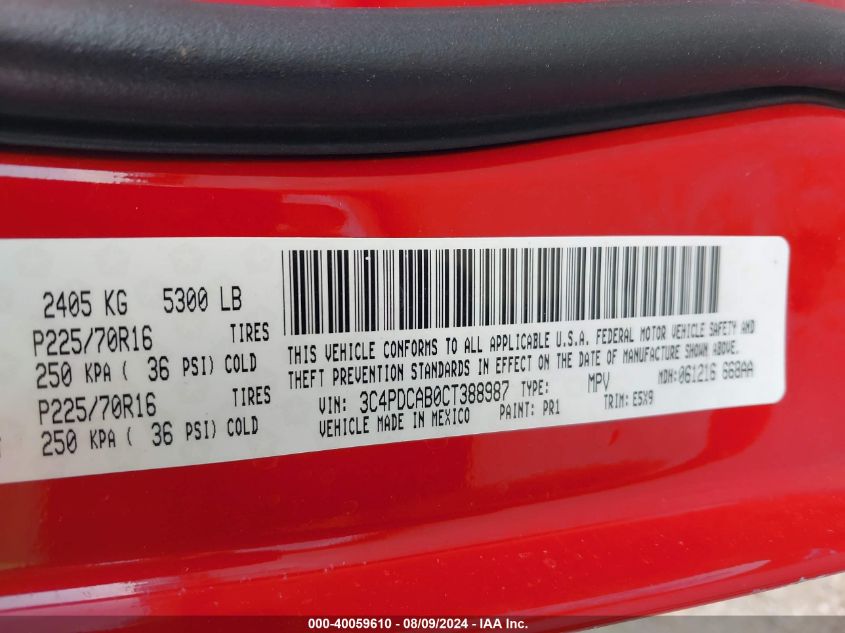 2405 KG 5300 LB
P225/70R16 TIRES
250 KPA ( 36 PSI) COLD
P225/70R16
250 KPA ( 36 PSI) COLD
THIS VEHICLE CONFORMS TO ALL APPLICABLE U.S.A. FEDERAL MOTOR VEHICLE SAFETY AND
THEFT PREVENTION STANDARDS IN EFFECT ON THE DATE OF MANUFACTURE SHOWN ABOVE.
VIN: 3C4PDCAB0CT388987 TYPE: MPV MDH:061216 668AA
VEHICLE MADE IN MEXICO PAINT: PR1 TRIM: E5X9
000-40059610 - 08/09/2024 - IAA Inc.